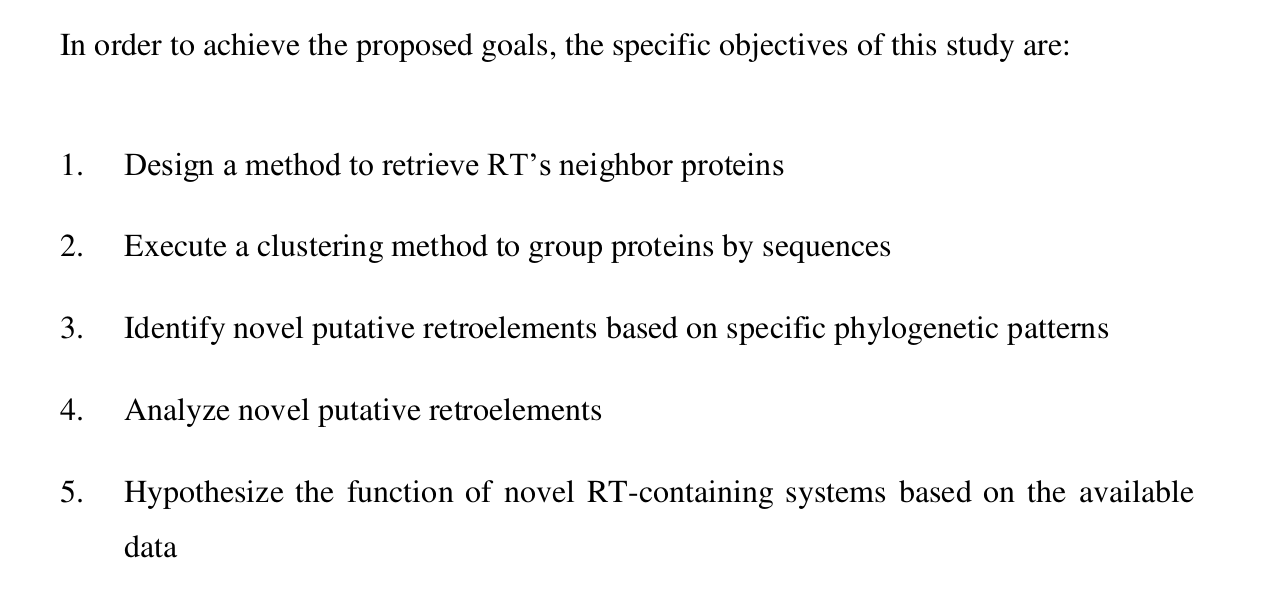 In order to achieve the proposed goals, the specific objectives of this study are:
1. Design a method to retrieve RT’s neighbor proteins
2. Execute a clustering method to group proteins by sequences
3. Identify novel putative retroelements based on specific phylogenetic patterns
4. Analyze novel putative retroelements
5. Hypothesize the function of novel RT-containing systems based on the available
data